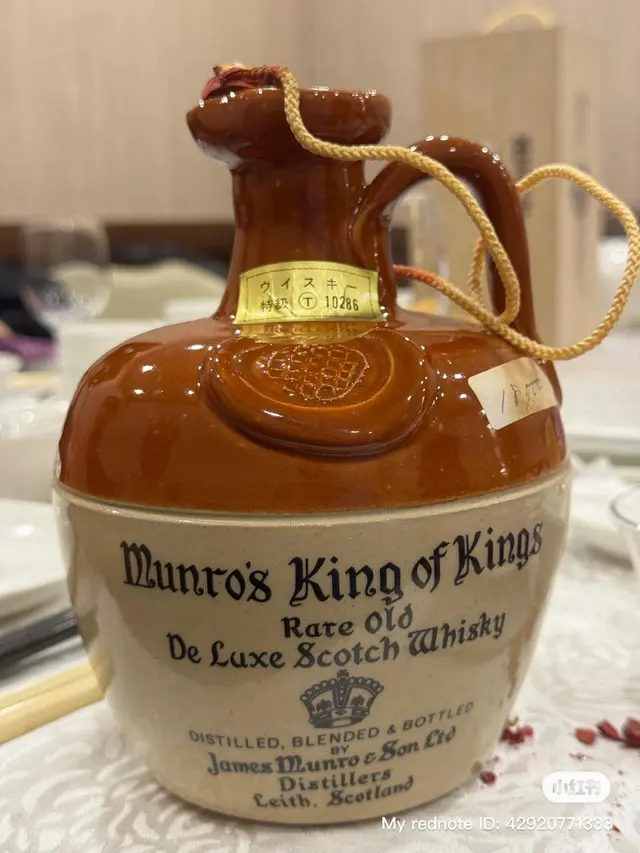 ウイスキー
特級 Ⓣ 10286
Munro's King of Kings
Rare Old
De Luxe Scotch Whisky
DISTILLED, BLENDED & BOTTLED
BY
James Munro & Son Ltd
Distillers
Leith, Scotland
小红书
My rednote ID: 42920771333